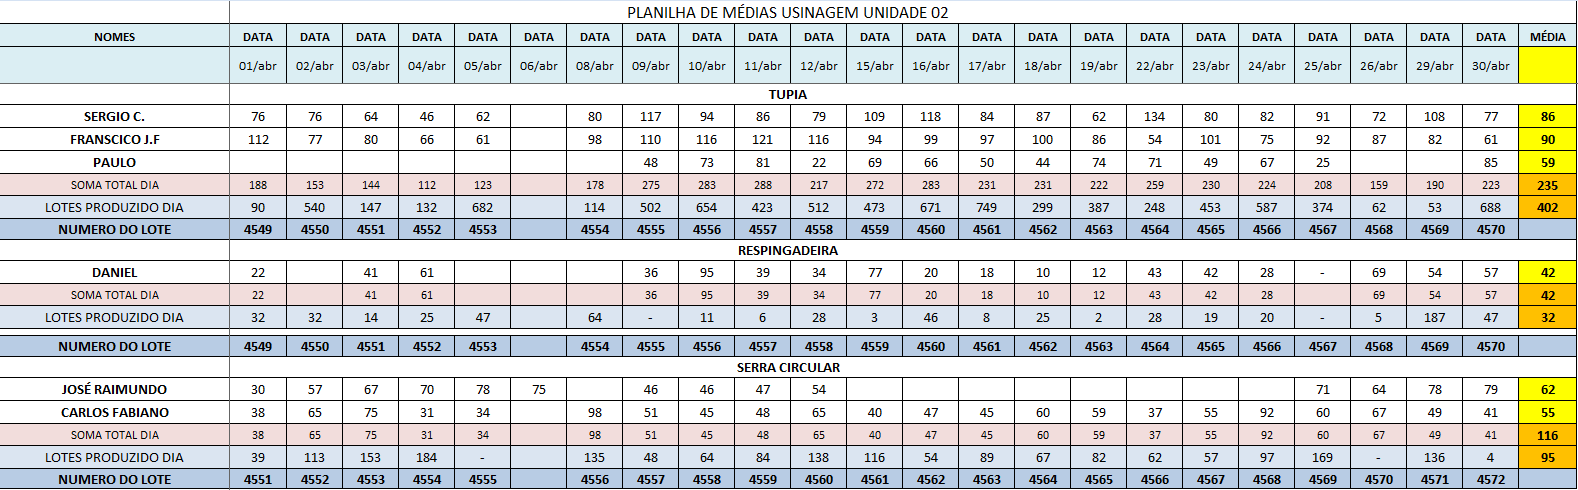 PLANILHA DE MÉDIAS USINAGEM UNIDADE 02
NOMES DATA DATA DATA DATA DATA DATA DATA DATA DATA DATA DATA DATA DATA DATA DATA DATA DATA DATA DATA DATA DATA DATA DATA MÉDIA
01/abr 02/abr 03/abr 04/abr 05/abr 06/abr 08/abr 09/abr 10/abr 11/abr 12/abr 15/abr 16/abr 17/abr 18/abr 19/abr 22/abr 23/abr 24/abr 25/abr 26/abr 29/abr 30/abr
TUPIA
SERGIO C. 76 76 64 46 62 80 117 94 86 79 109 118 84 87 62 134 80 82 91 72 108 77 86
FRANSCICO J.F 112 77 80 66 61 98 110 116 121 116 94 99 97 100 86 54 101 75 92 87 82 61 90
PAULO 48 73 81 22 69 66 50 44 74 71 49 67 25 85 59
SOMA TOTAL DIA 188 153 144 112 123 178 275 283 288 217 272 283 231 231 222 259 230 224 208 159 190 223 235
LOTES PRODUZIDO DIA 90 540 147 132 682 114 502 654 423 512 473 671 749 299 387 248 453 587 374 62 53 688 402
NUMERO DO LOTE 4549 4550 4551 4552 4553 4554 4555 4556 4557 4558 4559 4560 4561 4562 4563 4564 4565 4566 4567 4568 4569 4570
RESPINGADEIRA
DANIEL 22 41 61 36 95 39 34 77 20 18 10 12 43 42 28 - 69 54 57 42
SOMA TOTAL DIA 22 41 61 36 95 39 34 77 20 18 10 12 43 42 28 69 54 57 42
LOTES PRODUZIDO DIA 32 32 14 25 47 64 - 11 6 28 3 46 8 25 2 28 19 20 - 5 187 47 32
NUMERO DO LOTE 4549 4550 4551 4552 4553 4554 4555 4556 4557 4558 4559 4560 4561 4562 4563 4564 4565 4566 4567 4568 4569 4570
SERRA CIRCULAR
JOSÉ RAIMUNDO 30 57 67 70 78 75 46 46 47 54 71 64 78 79 62
CARLOS FABIANO 38 65 75 31 34 98 51 45 48 65 40 47 45 60 59 37 55 92 60 67 49 41 55
SOMA TOTAL DIA 38 65 75 31 34 98 51 45 48 65 40 47 45 60 59 37 55 92 60 67 49 41 116
LOTES PRODUZIDO DIA 39 113 153 184 - 135 48 64 84 138 116 54 89 67 82 62 57 97 169 - 136 4 95
NUMERO DO LOTE 4551 4552 4553 4554 4555 4556 4557 4558 4559 4560 4561 4562 4563 4564 4565 4566 4567 4568 4569 4570 4571 4572